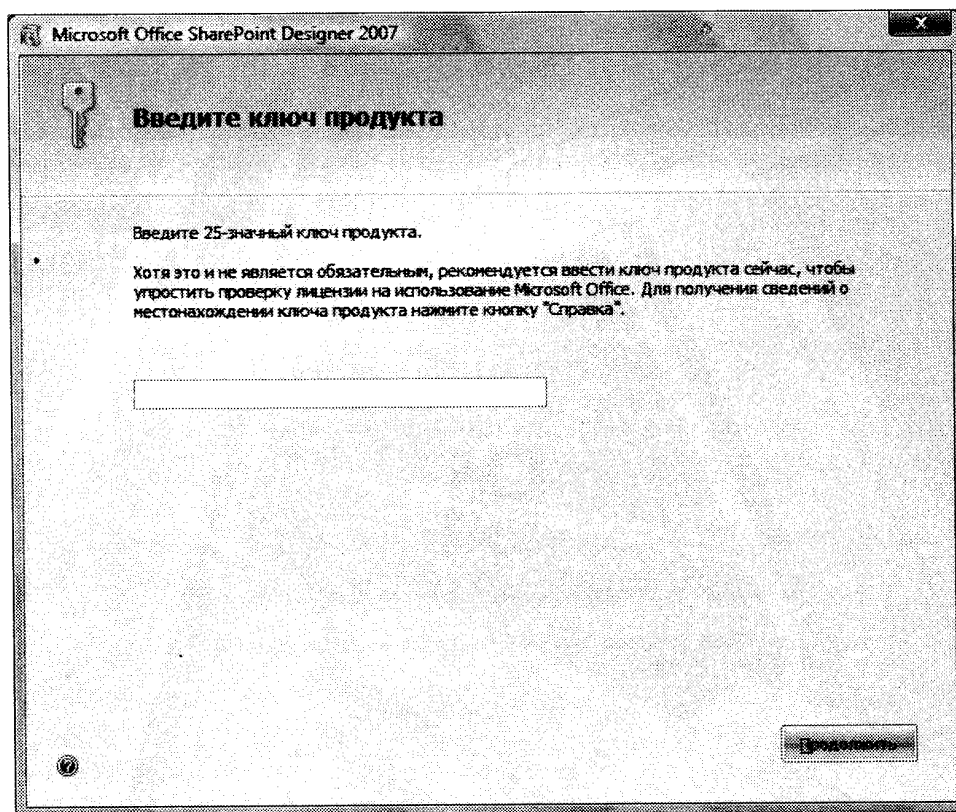 Microsoft Office SharePoint Designer 2007
Введите ключ продукта
Введите 25-значный ключ продукта.
Хотя это и не является обязательным, рекомендуется ввести ключ продукта сейчас, чтобы
упростить проверку лицензии на использование Microsoft Office. Для получения сведений о
местонахождении ключа продукта нажмите кнопку "Справка".
Продолжить